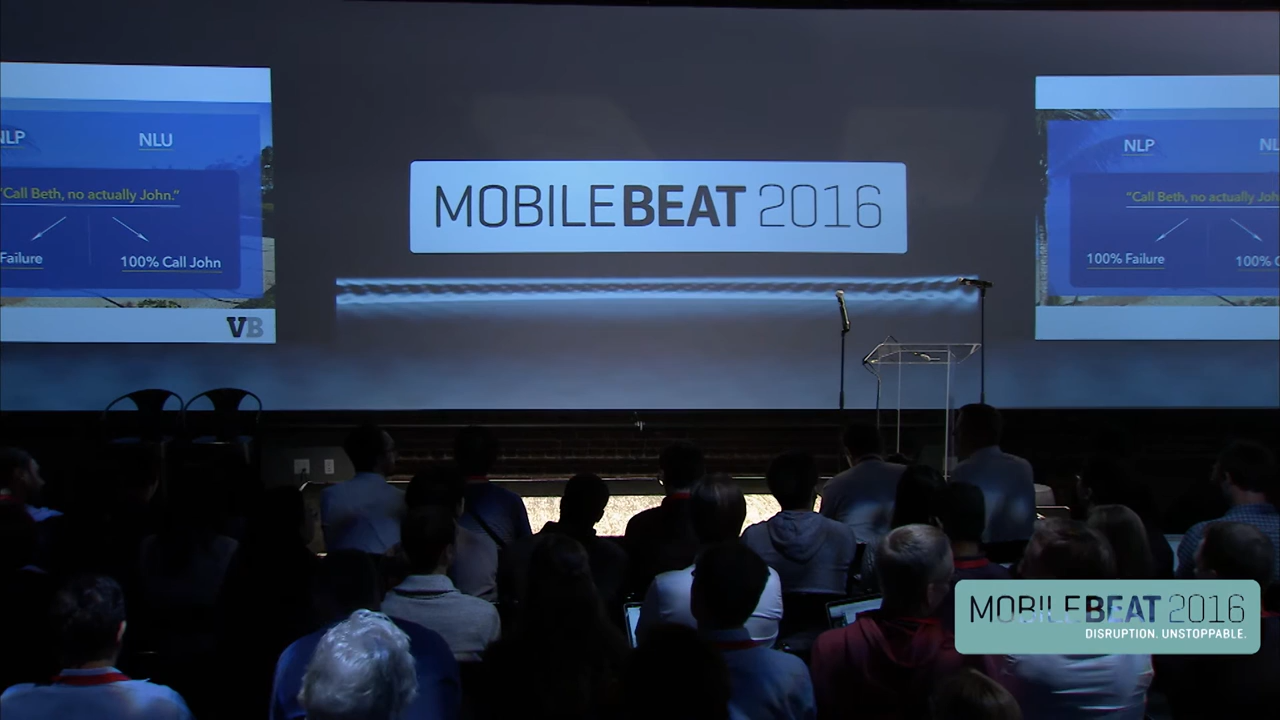 NLP NLU
"Call Beth, no actually John."
Failure 100% Call John
VB
MOBILEBEAT 2016
NLP
"Call Beth, no actually
100% Failure 100%
MOBILEBEAT 2016
DISRUPTION. UNSTOPPABLE.